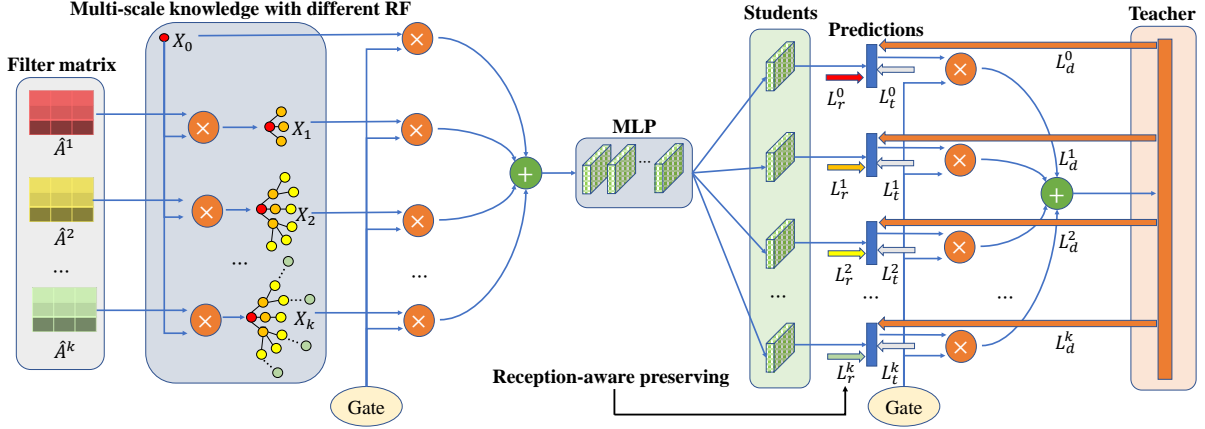 Multi-scale knowledge with different RF
Students
Teacher
Predictions
Filter matrix
X_0
L_d^0
L_r^0
L_t^0
Â^1
X_1
MLP
...
L_d^1
L_r^1
L_t^1
Â^2
X_2
L_d^2
L_r^2
L_t^2
...
...
...
...
...
...
Â^k
X_k
L_d^k
L_r^k
L_t^k
Reception-aware preserving
Gate
Gate